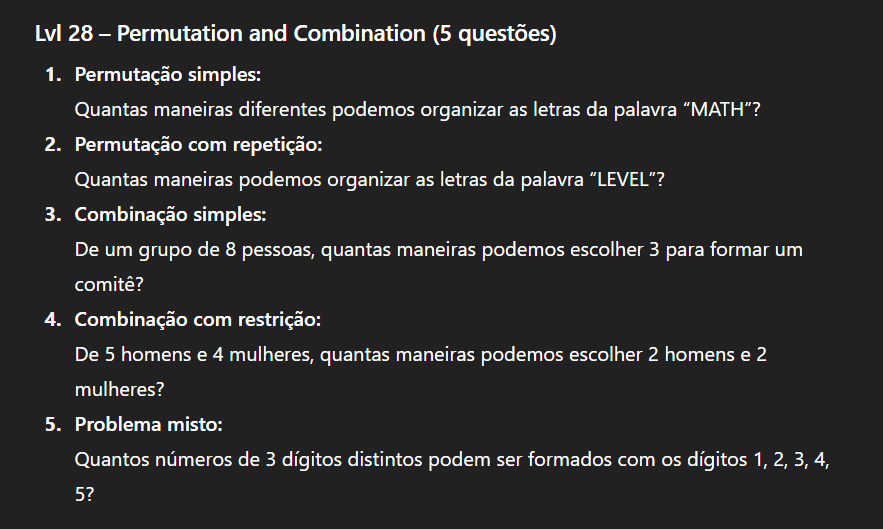 Lvl 28 – Permutation and Combination (5 questões)
1. Permutação simples:
Quantas maneiras diferentes podemos organizar as letras da palavra “MATH”?
2. Permutação com repetição:
Quantas maneiras podemos organizar as letras da palavra “LEVEL”?
3. Combinação simples:
De um grupo de 8 pessoas, quantas maneiras podemos escolher 3 para formar um
comitê?
4. Combinação com restrição:
De 5 homens e 4 mulheres, quantas maneiras podemos escolher 2 homens e 2
mulheres?
5. Problema misto:
Quantos números de 3 dígitos distintos podem ser formados com os dígitos 1, 2, 3, 4,
5?